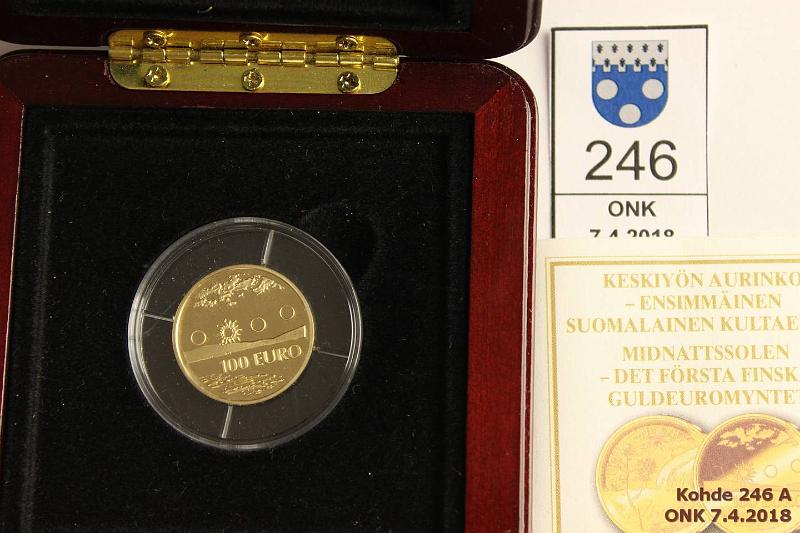 100 EURO
246
ONK
7.4.2018
KESKIYÖN AURINKO
– ENSIMMÄINEN
SUOMALAINEN KULTAE
MIDNATTSSOLEN
– DET FÖRSTA FINSK
GULDEUROMYNTET
Kohde 246 A
ONK 7.4.2018